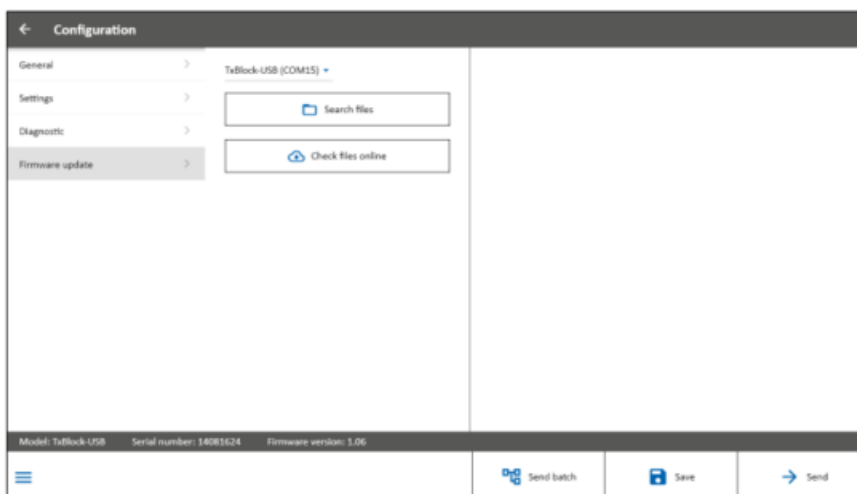 Configuration
General
Settings
Diagnostic
Firmware update
TxBlock-USB (COM15)
Search files
Check files online
Model: TxBlock-USB Serial number: 14081624 Firmware version: 1.06
Send batch Save Send